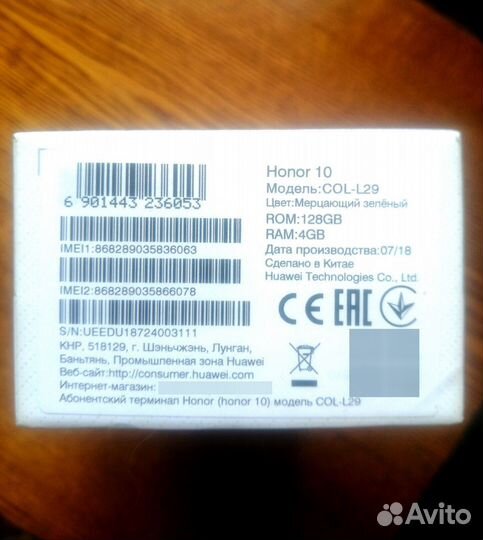 6 901443 236053
IMEI1:868289035836063
IMEI2:868289035866078
S/N:UEEDU18724003111
КНР, 518129, г. Шэньчжэнь, Лунган,
Баньтянь, Промышленная зона Huawei
Веб-сайт:http://consumer.huawei.com
Интернет-магазин:
Абонентский терминал Honor (honor 10) модель COL-L29
Honor 10
Модель:COL-L29
Цвет:Мерцающий зелёный
ROM:128GB
RAM:4GB
Дата производства:07/18
Сделано в Китае
Huawei Technologies Co., Ltd.
CE EAC
Avito